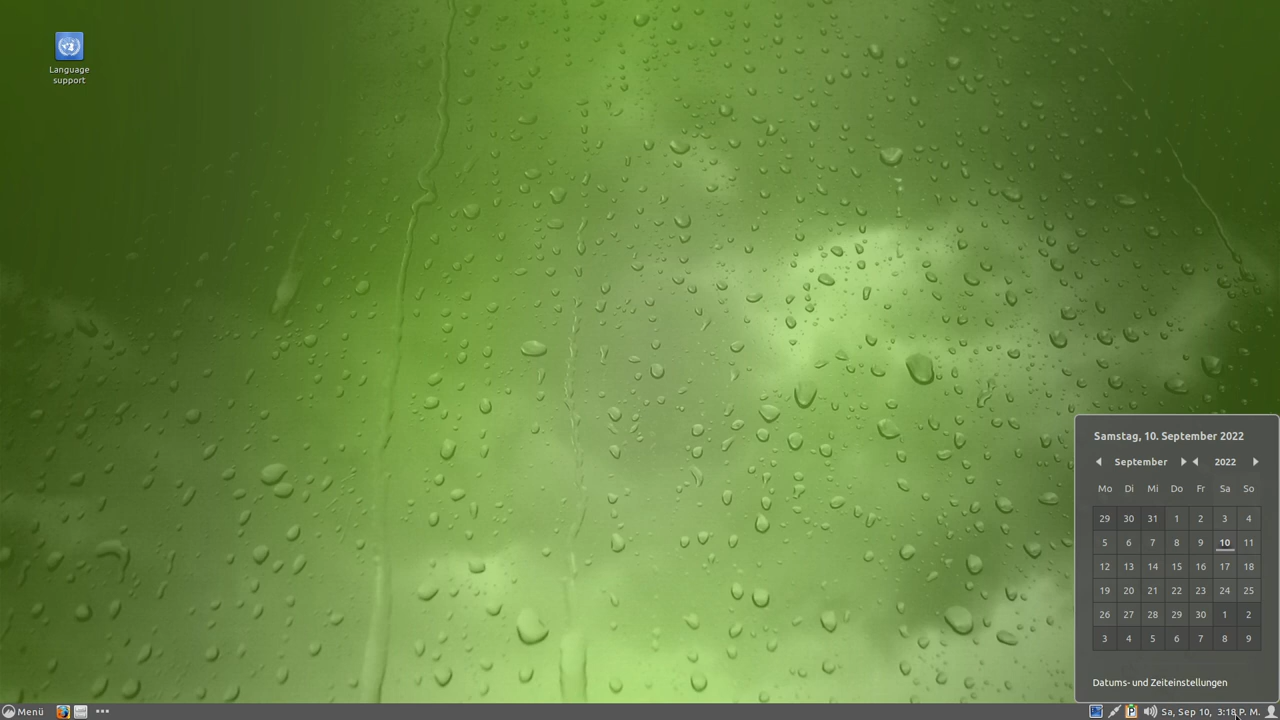 Language
support
Samstag, 10. September 2022
September 2022
Mo Di Mi Do Fr Sa So
29 30 31 1 2 3 4
5 6 7 8 9 10 11
12 13 14 15 16 17 18
19 20 21 22 23 24 25
26 27 28 29 30 1 2
3 4 5 6 7 8 9
Datums- und Zeiteinstellungen
Menü
Sa, Sep 10, 3:18 P. M.